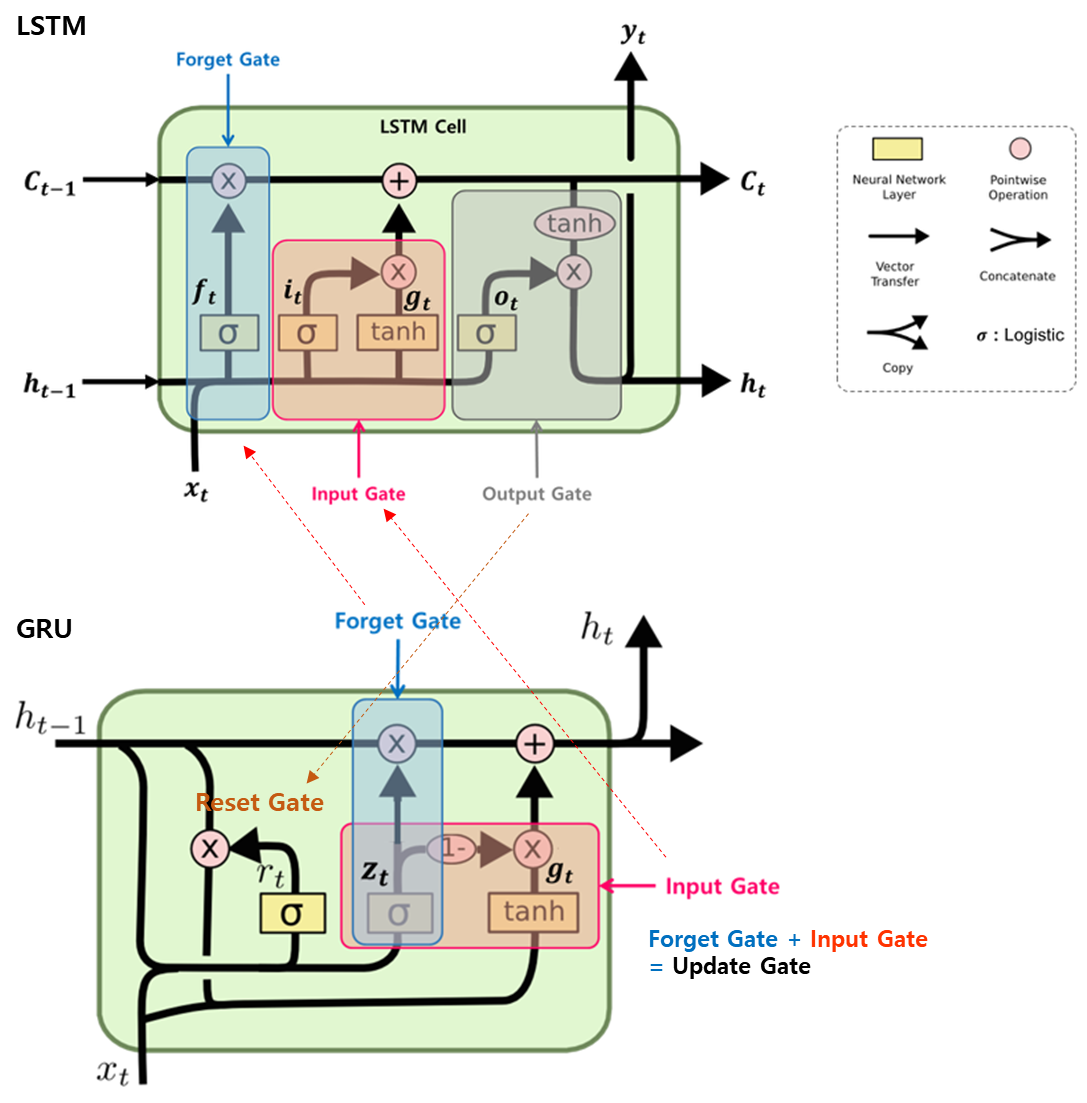 LSTM
Forget Gate
y_t
LSTM Cell
C_{t-1}
x
+
C_t
tanh
x
x
f_t
i_t
g_t
o_t
σ
σ
tanh
σ
h_{t-1}
h_t
x_t
Input Gate
Output Gate
Neural Network
Layer
Pointwise
Operation
Vector
Transfer
Concatenate
Copy
σ : Logistic
GRU
Forget Gate
h_t
h_{t-1}
x
+
Reset Gate
x
r_t
z_t
1-
x
g_t
σ
σ
tanh
Input Gate
Forget Gate + Input Gate
= Update Gate
x_t